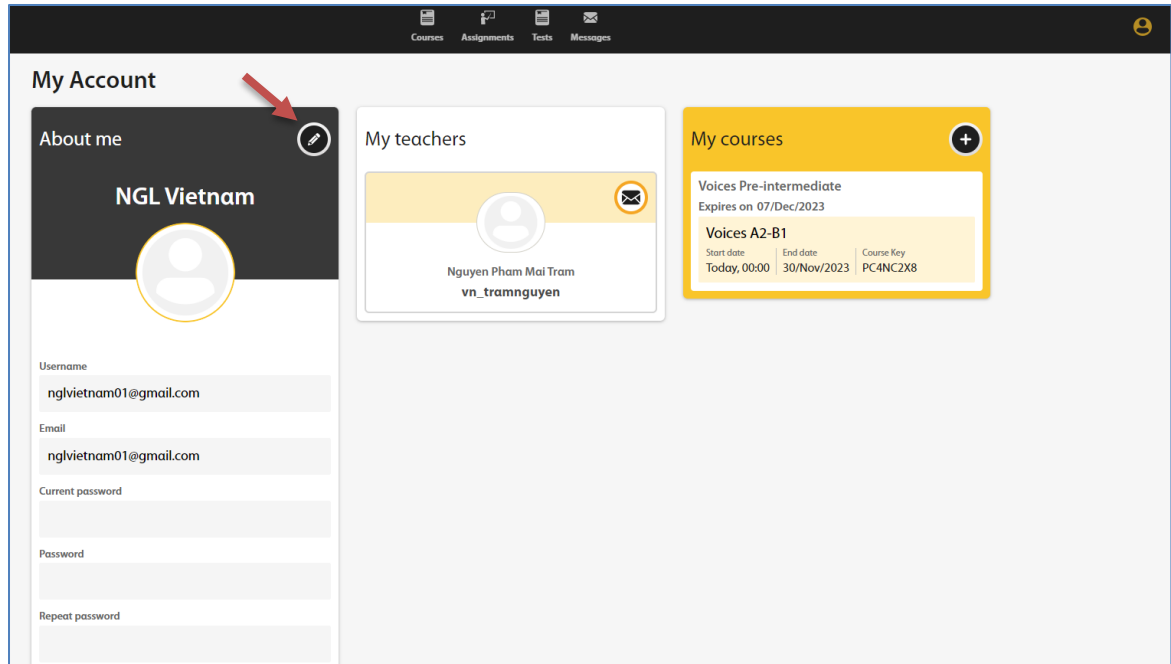 Courses Assignments Tests Messages
My Account
About me
NGL Vietnam
Username
nglvietnam01@gmail.com
Email
nglvietnam01@gmail.com
Current password
Password
Repeat password
My teachers
Nguyen Pham Mai Tram
vn_tramnguyen
My courses
Voices Pre-intermediate
Expires on 07/Dec/2023
Voices A2-B1
Start date End date Course Key
Today, 00:00 30/Nov/2023 PC4NC2X8